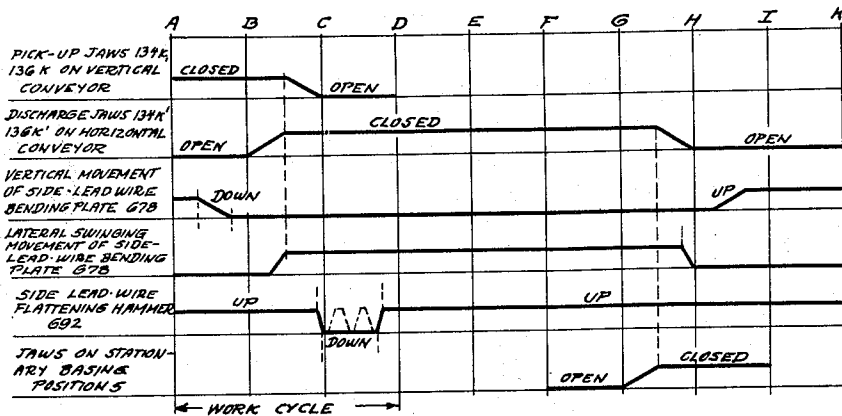 A B C D E F G H I K
PICK-UP JAWS 134K,
136K ON VERTICAL
CONVEYOR
CLOSED
OPEN
DISCHARGE JAWS 134K'
136K' ON HORIZONTAL
CONVEYOR
OPEN
CLOSED
OPEN
VERTICAL MOVEMENT
OF SIDE-LEAD WIRE
BENDING PLATE 678
DOWN
UP
LATERAL SWINGING
MOVEMENT OF SIDE-
LEAD-WIRE BENDING
PLATE 678
SIDE LEAD-WIRE
FLATTENING HAMMER
692
UP
DOWN
UP
JAWS ON STATION-
ARY BASING
POSITIONS
OPEN
CLOSED
WORK CYCLE